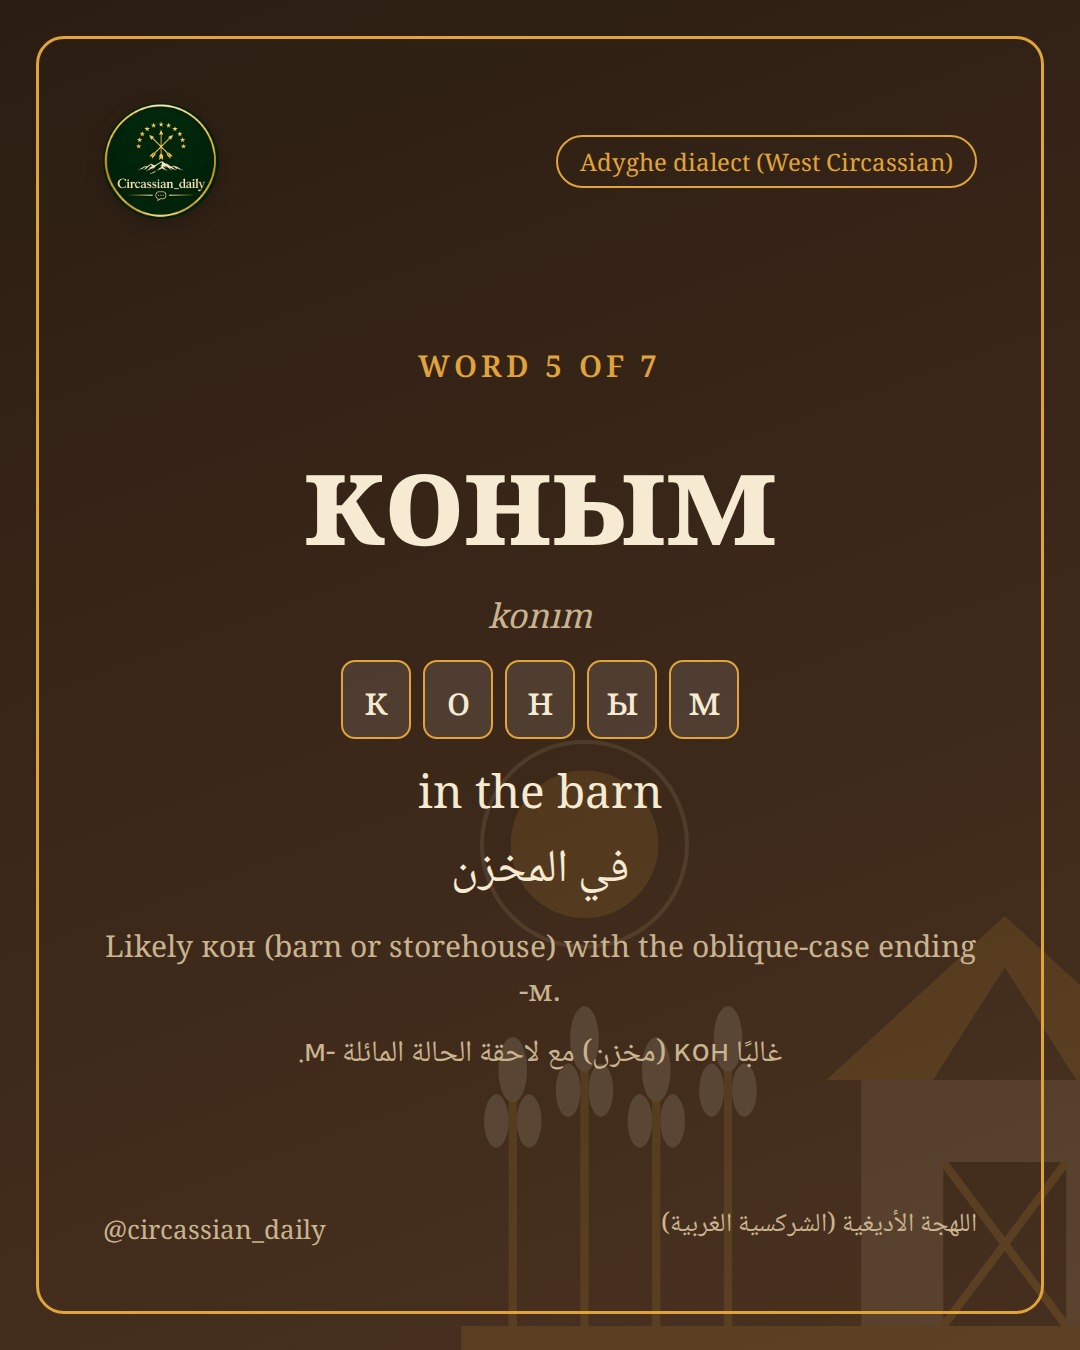 Circassian_daily
Adyghe dialect (West Circassian)
WORD 5 OF 7
коным
konım
к о н ы м
in the barn
في المخزن
Likely кон (barn or storehouse) with the oblique-case ending
-м.
غالبًا кон (مخزن) مع لاحقة الحالة المائلة -м.
@circassian_daily
اللهجة الأديغية (الشركسية الغربية)